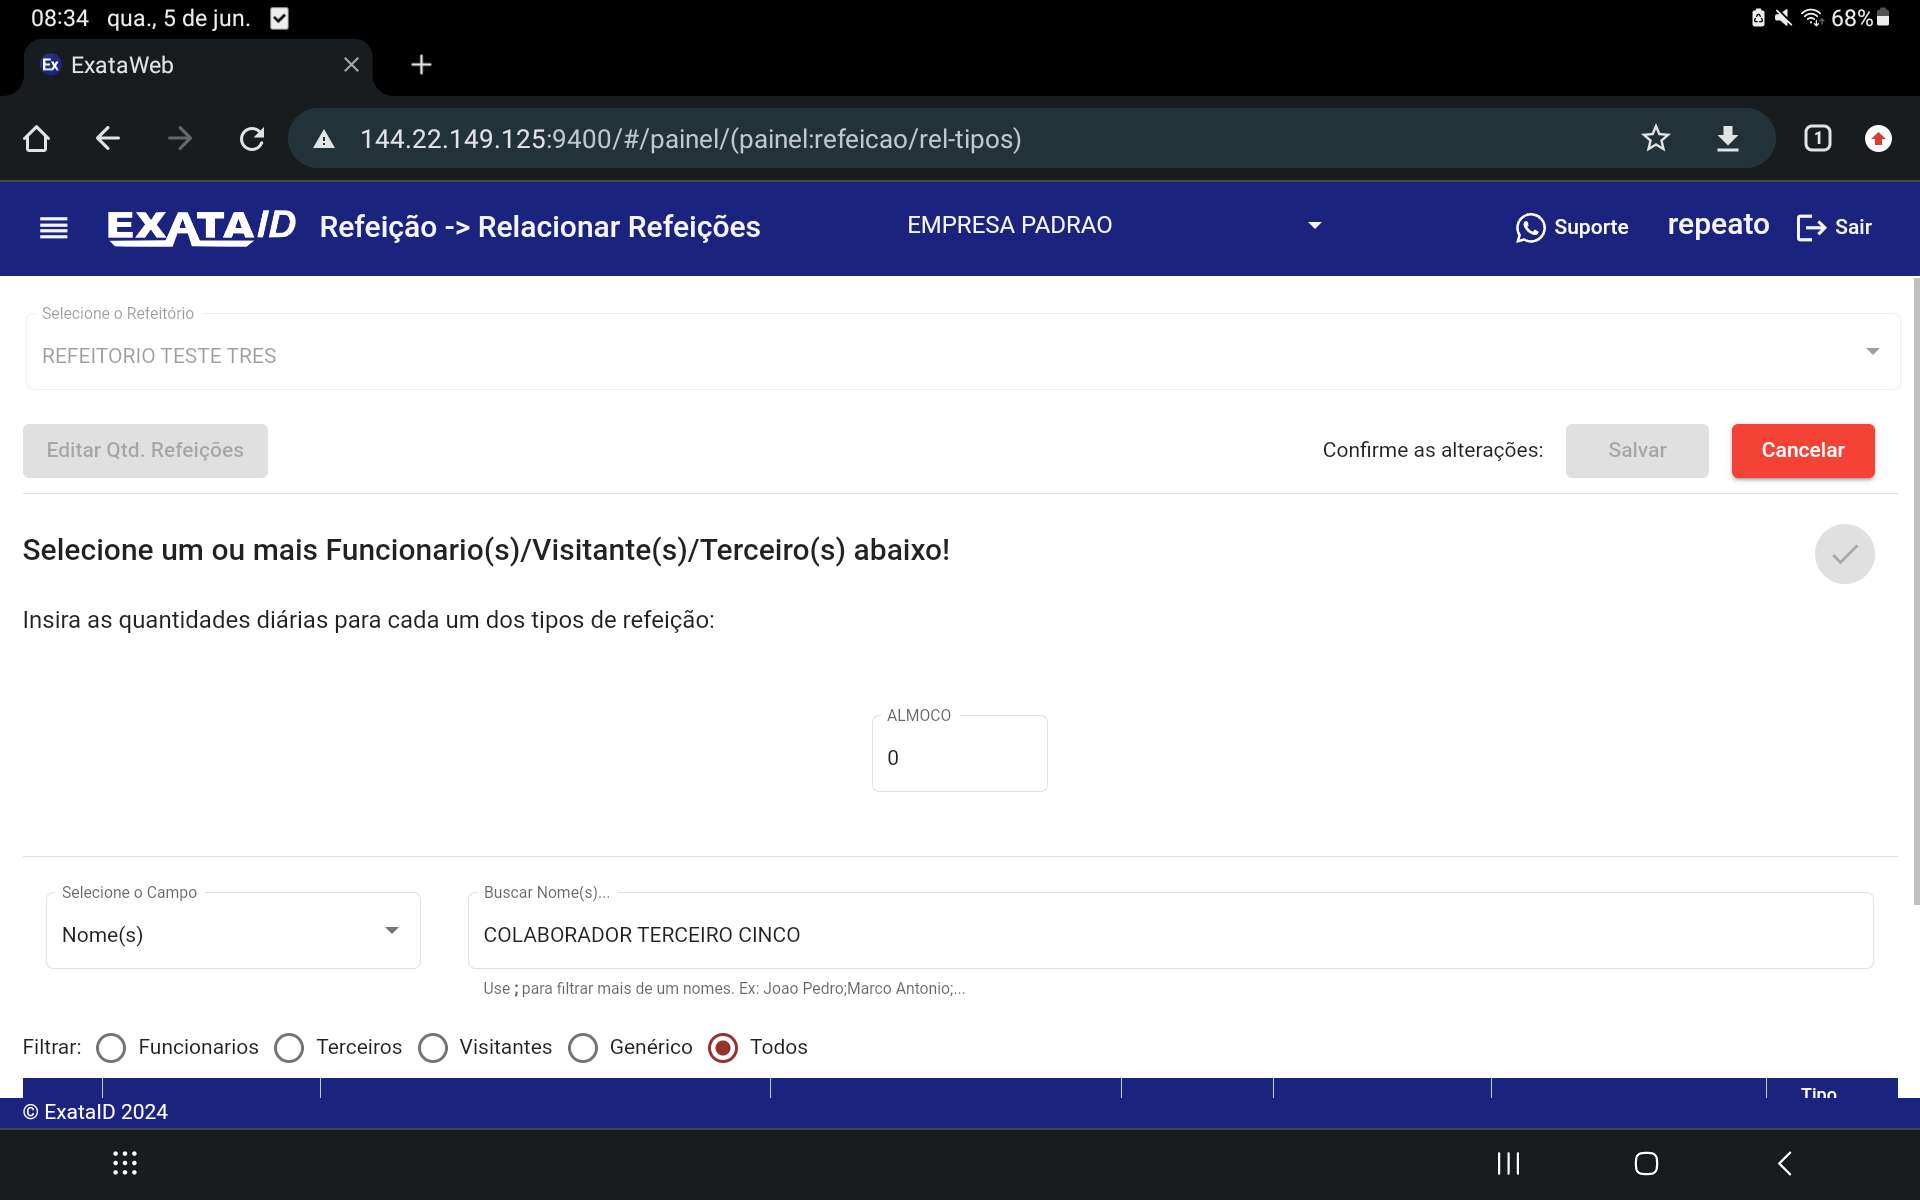 08:34 qua., 5 de jun. 68%
Ex ExataWeb
144.22.149.125:9400/#/painel/(painel:refeicao/rel-tipos) 1
EXATA/D Refeição -> Relacionar Refeições EMPRESA PADRAO Suporte repeato Sair
Selecione o Refeitório
REFEITORIO TESTE TRES
Editar Qtd. Refeições Confirme as alterações: Salvar Cancelar
Selecione um ou mais Funcionario(s)/Visitante(s)/Terceiro(s) abaixo!
Insira as quantidades diárias para cada um dos tipos de refeição:
ALMOCO
0
Selecione o Campo Buscar Nome(s)...
Nome(s) COLABORADOR TERCEIRO CINCO
Use ; para filtrar mais de um nomes. Ex: Joao Pedro;Marco Antonio;...
Filtrar: Funcionarios Terceiros Visitantes Genérico Todos
Tipo
© ExataID 2024